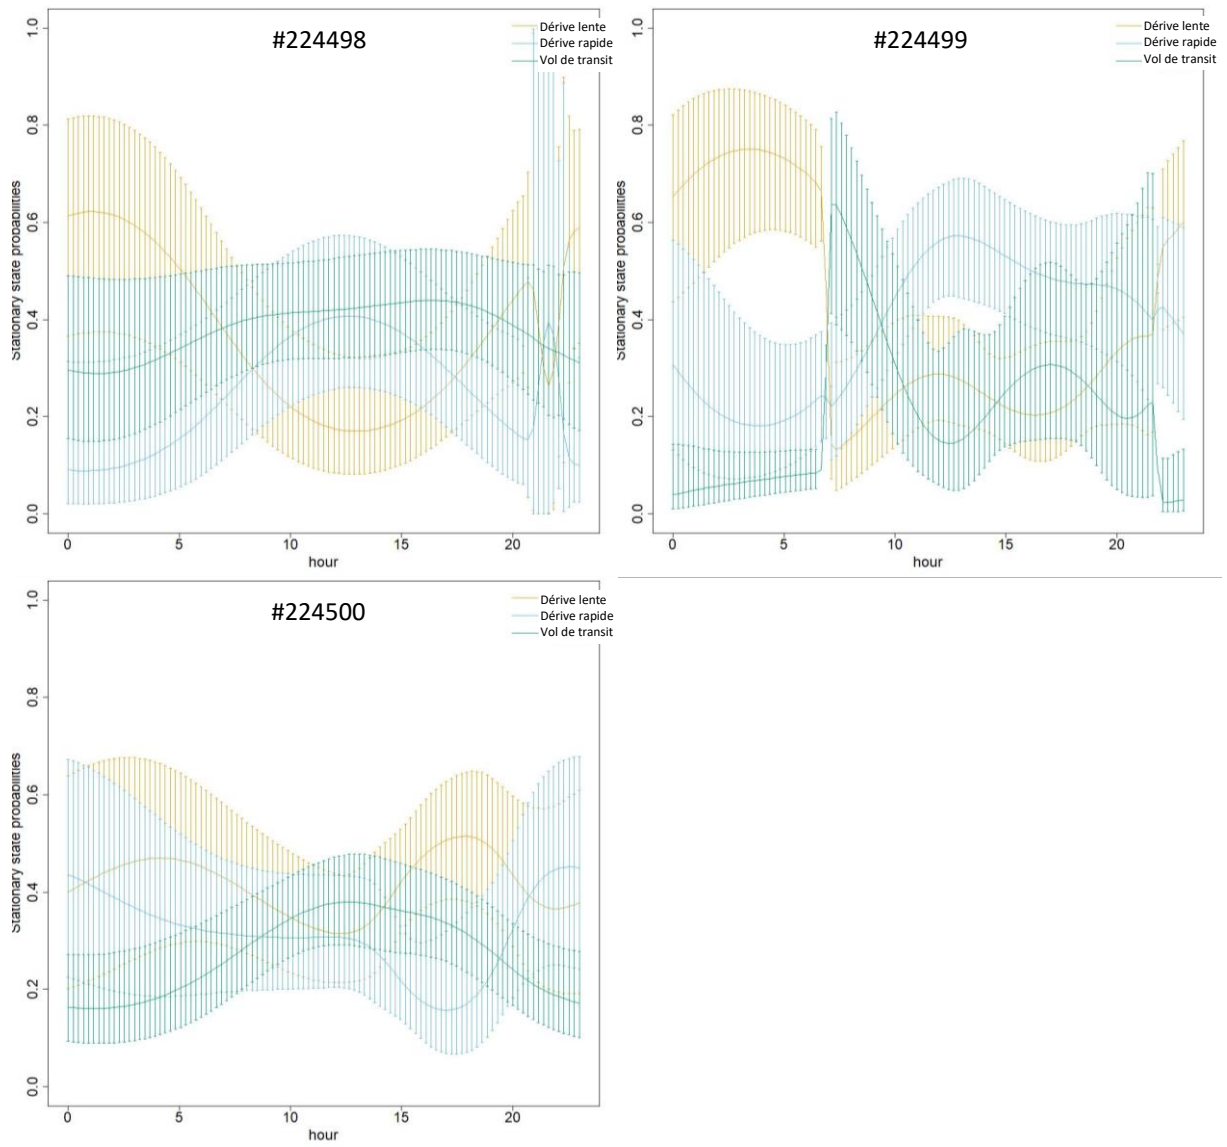 #224498
Dérive lente
Dérive rapide
Vol de transit
Stationary state probabilities
1.0
0.8
0.6
0.4
0.2
0.0
0 5 10 15 20
hour
#224499
Dérive lente
Dérive rapide
Vol de transit
Stationary state probabilities
1.0
0.8
0.6
0.4
0.2
0.0
0 5 10 15 20
hour
#224500
Dérive lente
Dérive rapide
Vol de transit
Stationary state probabilities
1.0
0.8
0.6
0.4
0.2
0.0
0 5 10 15 20
hour